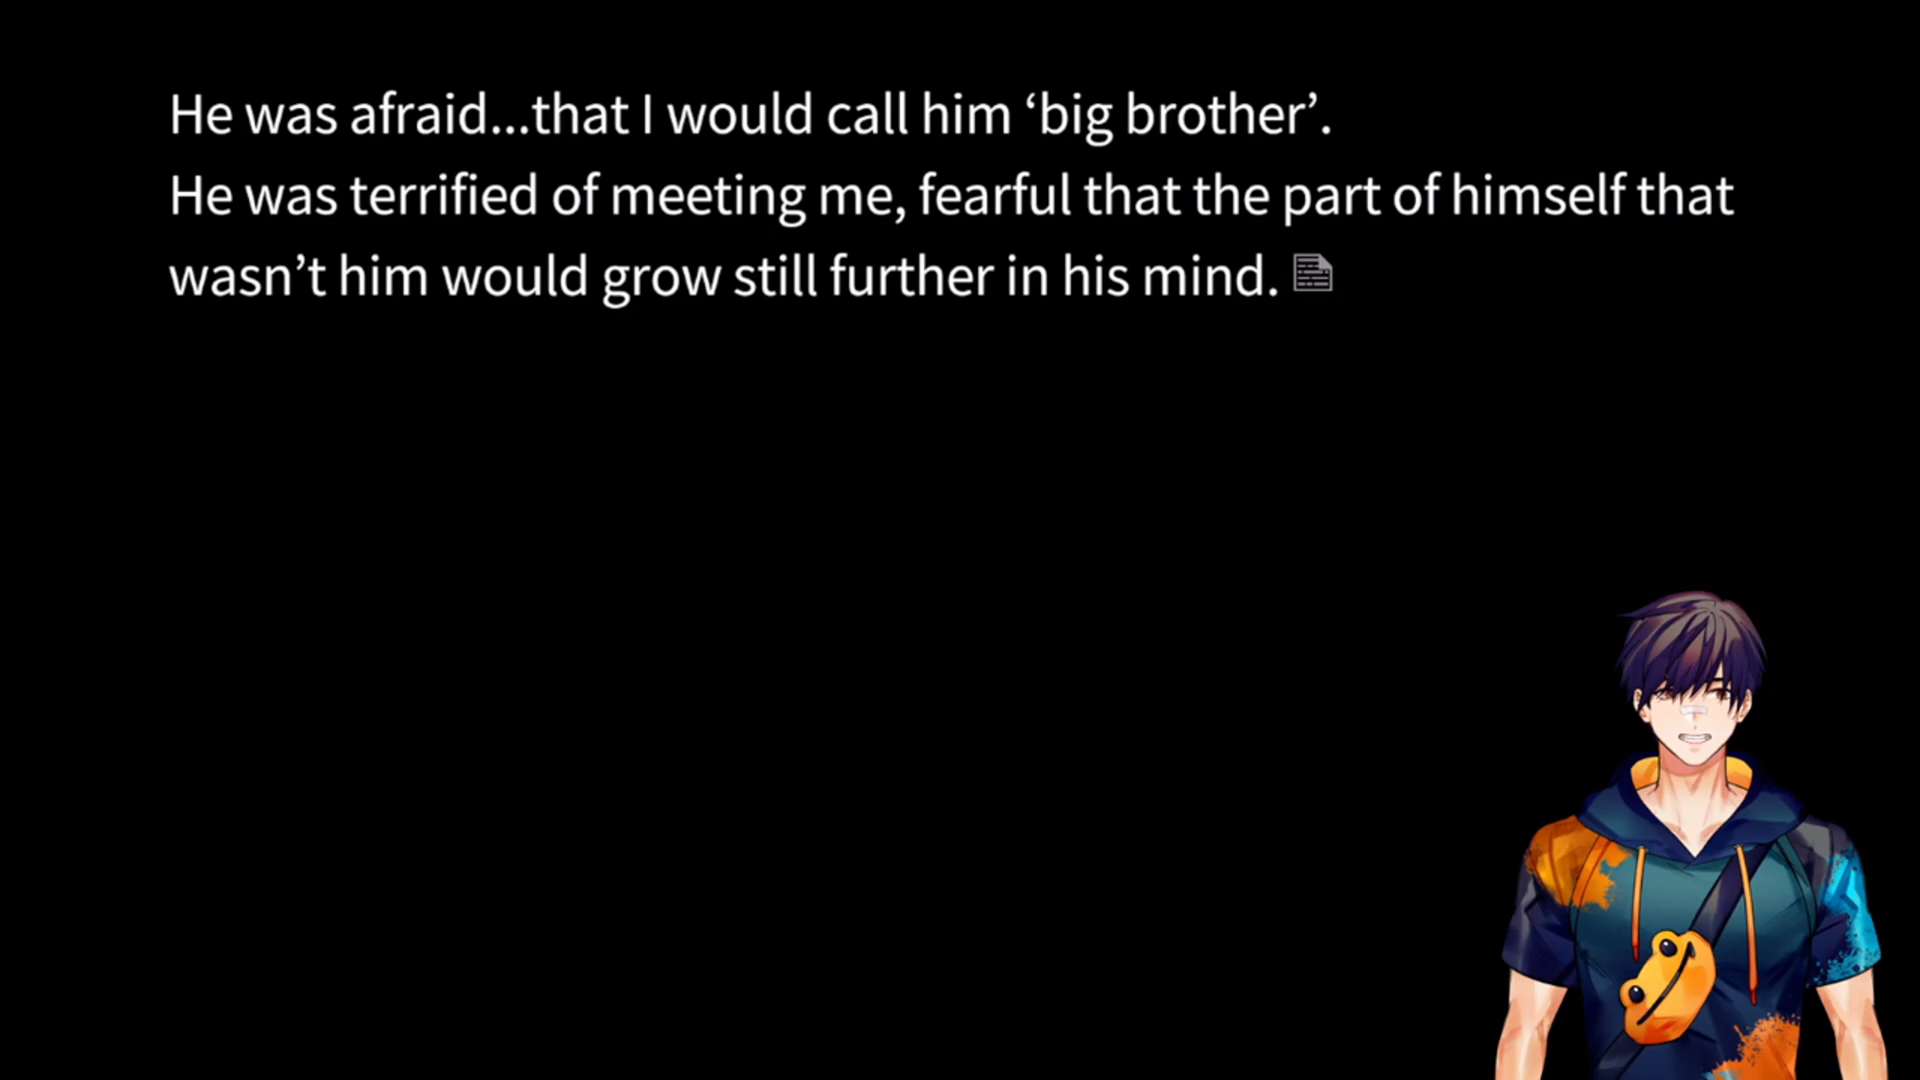 He was afraid...that I would call him ‘big brother’.
He was terrified of meeting me, fearful that the part of himself that
wasn’t him would grow still further in his mind.